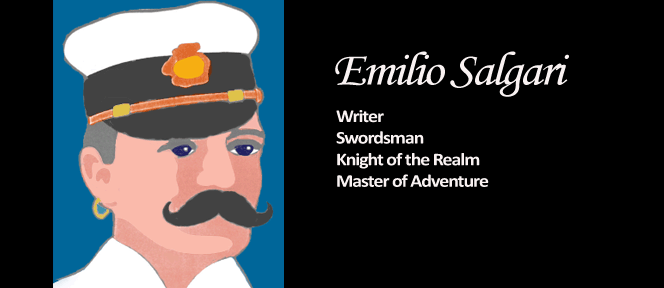 Emilio Salgari
Writer
Swordsman
Knight of the Realm
Master of Adventure